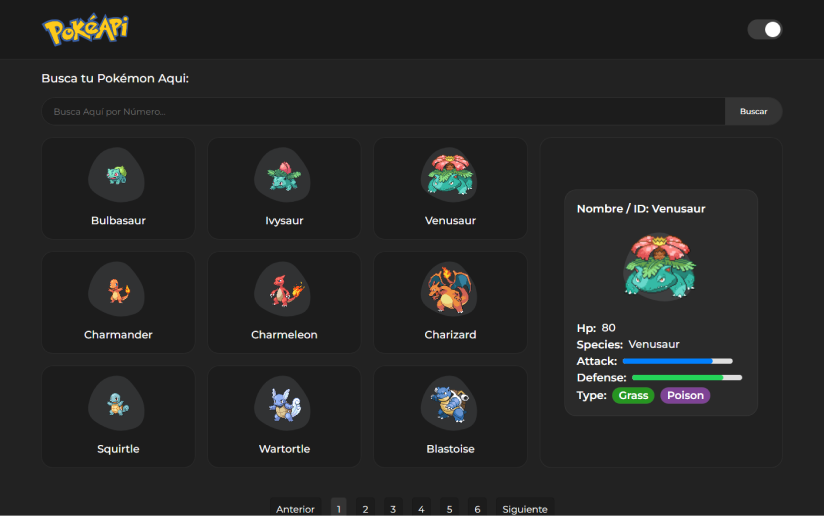 PokéApi
Busca tu Pokémon Aqui:
Busca Aquí por Número...
Buscar
Bulbasaur
Ivysaur
Venusaur
Charmander
Charmeleon
Charizard
Squirtle
Wartortle
Blastoise
Nombre / ID: Venusaur
Hp: 80
Species: Venusaur
Attack:
Defense:
Type: Grass Poison
Anterior 1 2 3 4 5 6 Siguiente